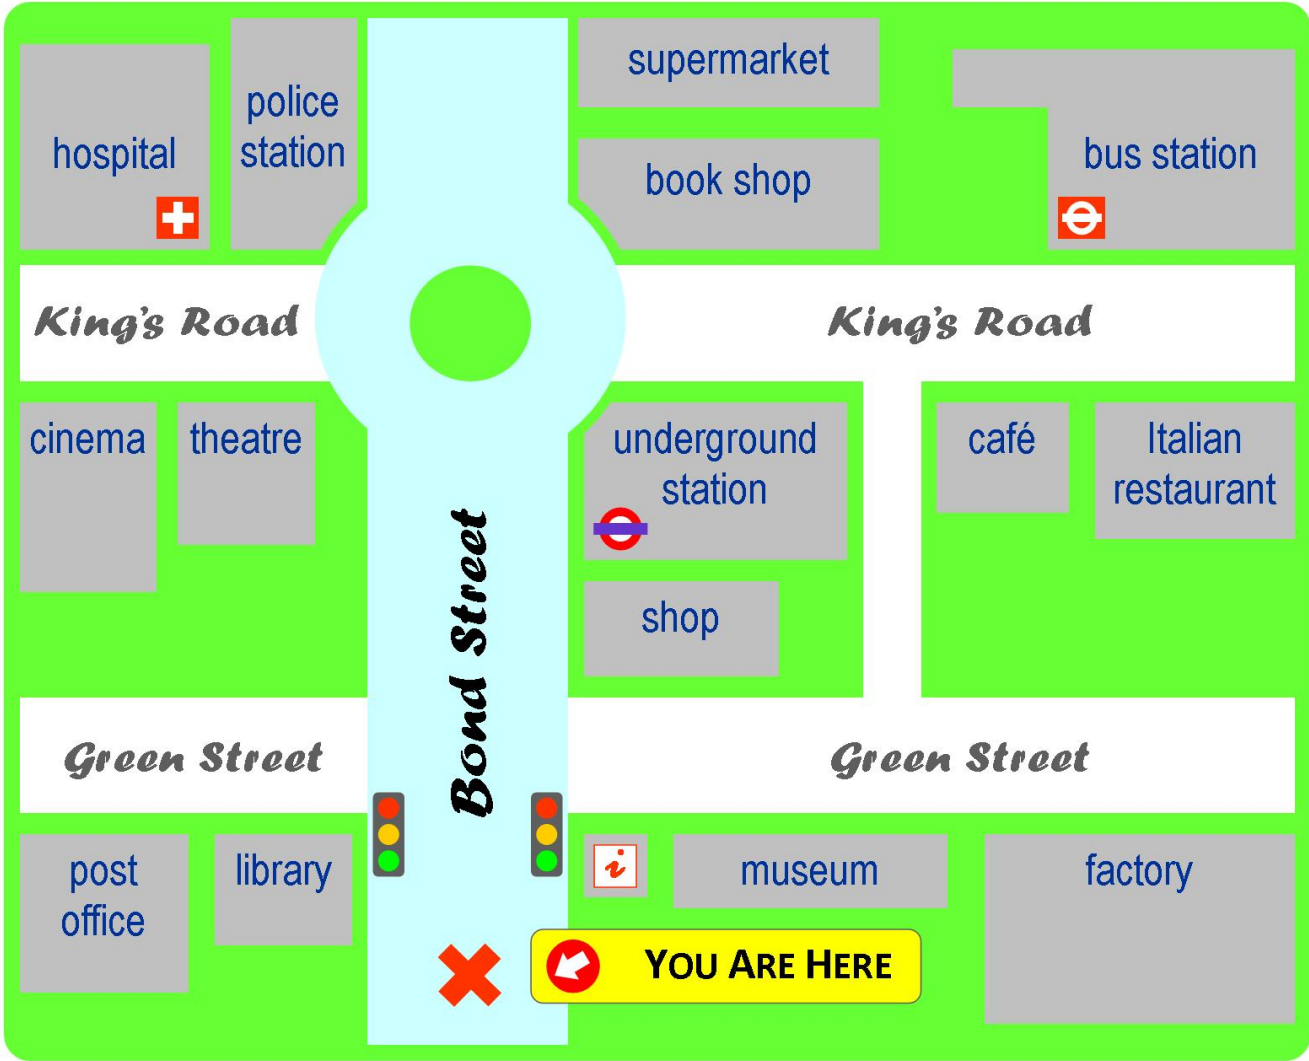 supermarket
police
station
hospital
book shop
bus station
King's Road
King's Road
cinema
theatre
underground
station
café
Italian
restaurant
Bond Street
shop
Green Street
Green Street
post
office
library
i
museum
factory
YOU ARE HERE